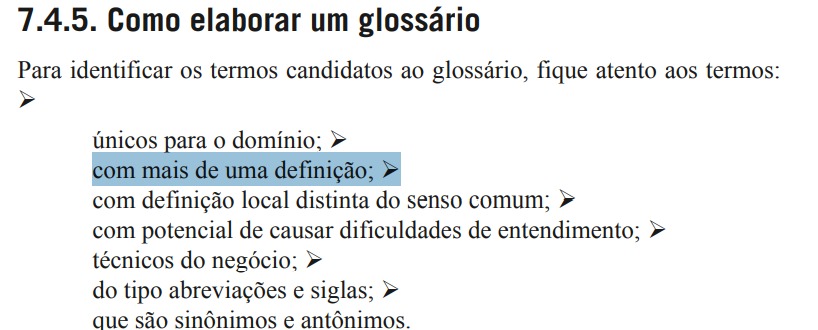 7.4.5. Como elaborar um glossário
Para identificar os termos candidatos ao glossário, fique atento aos termos:
➢
únicos para o domínio; ➢
com mais de uma definição; ➢
com definição local distinta do senso comum; ➢
com potencial de causar dificuldades de entendimento; ➢
técnicos do negócio; ➢
do tipo abreviações e siglas; ➢
que são sinônimos e antônimos.